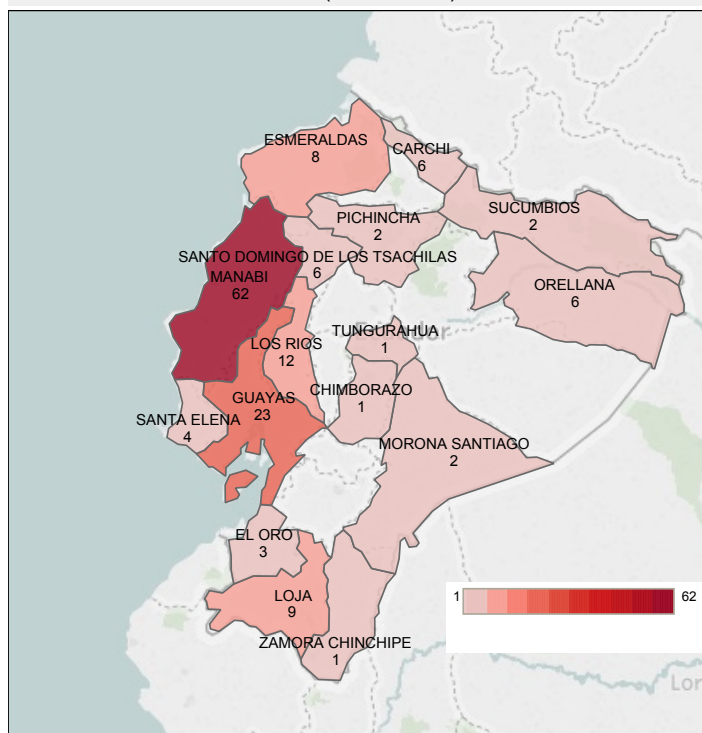 ESMERALDAS
8
CARCHI
6
SUCUMBIOS
2
PICHINCHA
2
SANTO DOMINGO DE LOS TSACHILAS
6
MANABI
62
ORELLANA
6
TUNGURAHUA
1
LOS RIOS
12
CHIMBORAZO
1
GUAYAS
23
SANTA ELENA
4
MORONA SANTIAGO
2
EL ORO
3
LOJA
9
ZAMORA CHINCHIPE
1
1
62
Lor